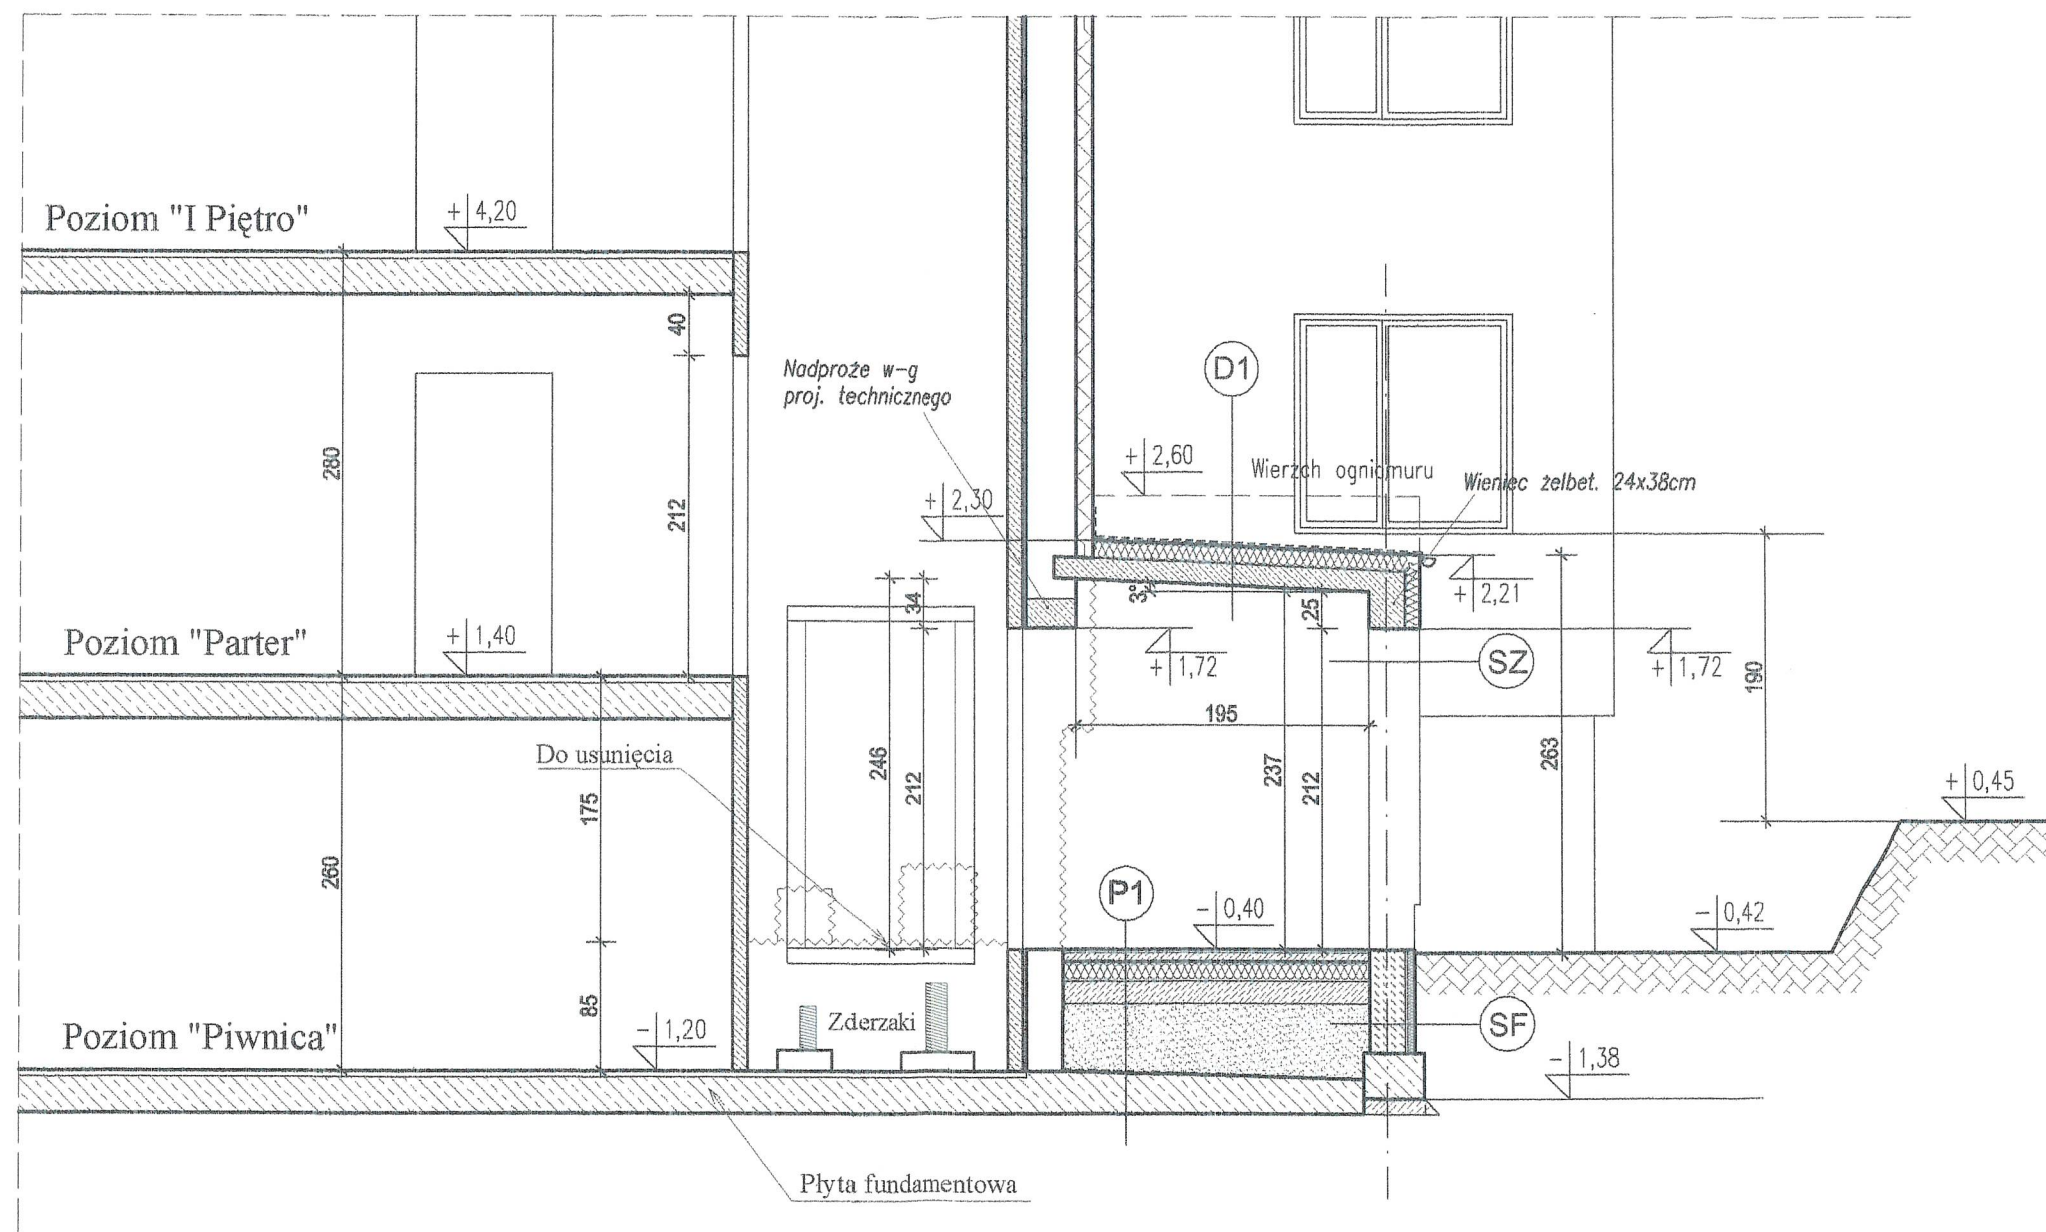 Poziom "I Piętro"
+ 4,20
40
280
212
Nadproże w-g
proj. technicznego
D1
+ 2,60
Wierzch ogniomuru
Wieniec żelbet. 24x38cm
+ 2,30
+ 2,21
34
3°
25
Poziom "Parter"
+ 1,40
+ 1,72
SZ
+ 1,72
190
195
Do usunięcia
246
212
237
212
263
175
260
+ 0,45
P1
- 0,40
- 0,42
85
Zderzaki
Poziom "Piwnica"
- 1,20
SF
- 1,38
Płyta fundamentowa